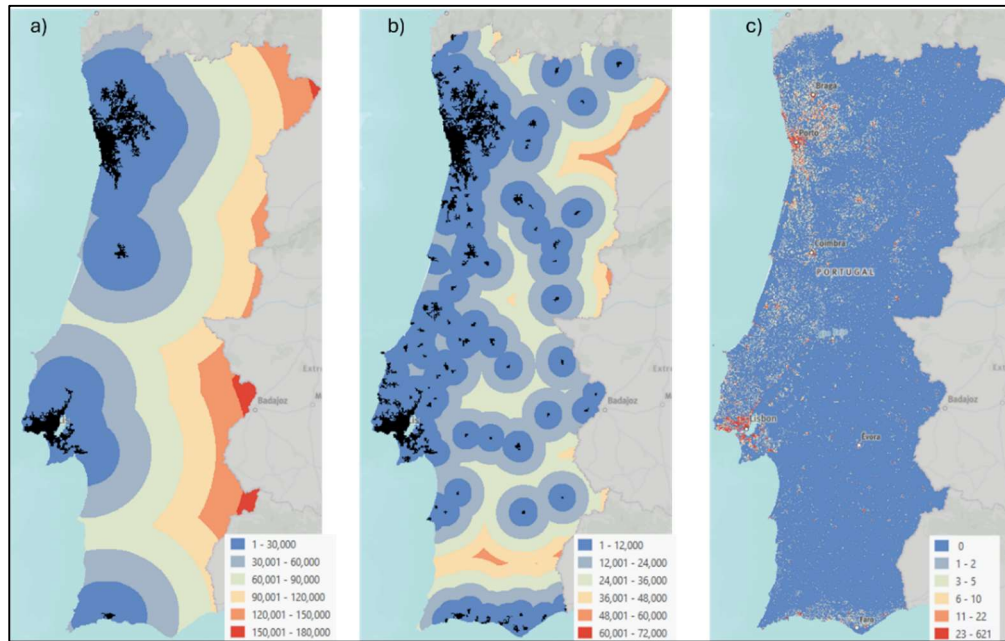 a)
Badajoz
1 - 30,000
30,001 - 60,000
60,001 - 90,000
90,001 - 120,000
120,001 - 150,000
150,001 - 180,000
b)
Badajoz
1 - 12,000
12,001 - 24,000
24,001 - 36,000
36,001 - 48,000
48,001 - 60,000
60,001 - 72,000
c)
Braga
Porto
Coimbra
PORTUGAL
Lisbon
Évora
Badajoz
Faro
0
1 - 2
3 - 5
6 - 10
11 - 22
23 - 621